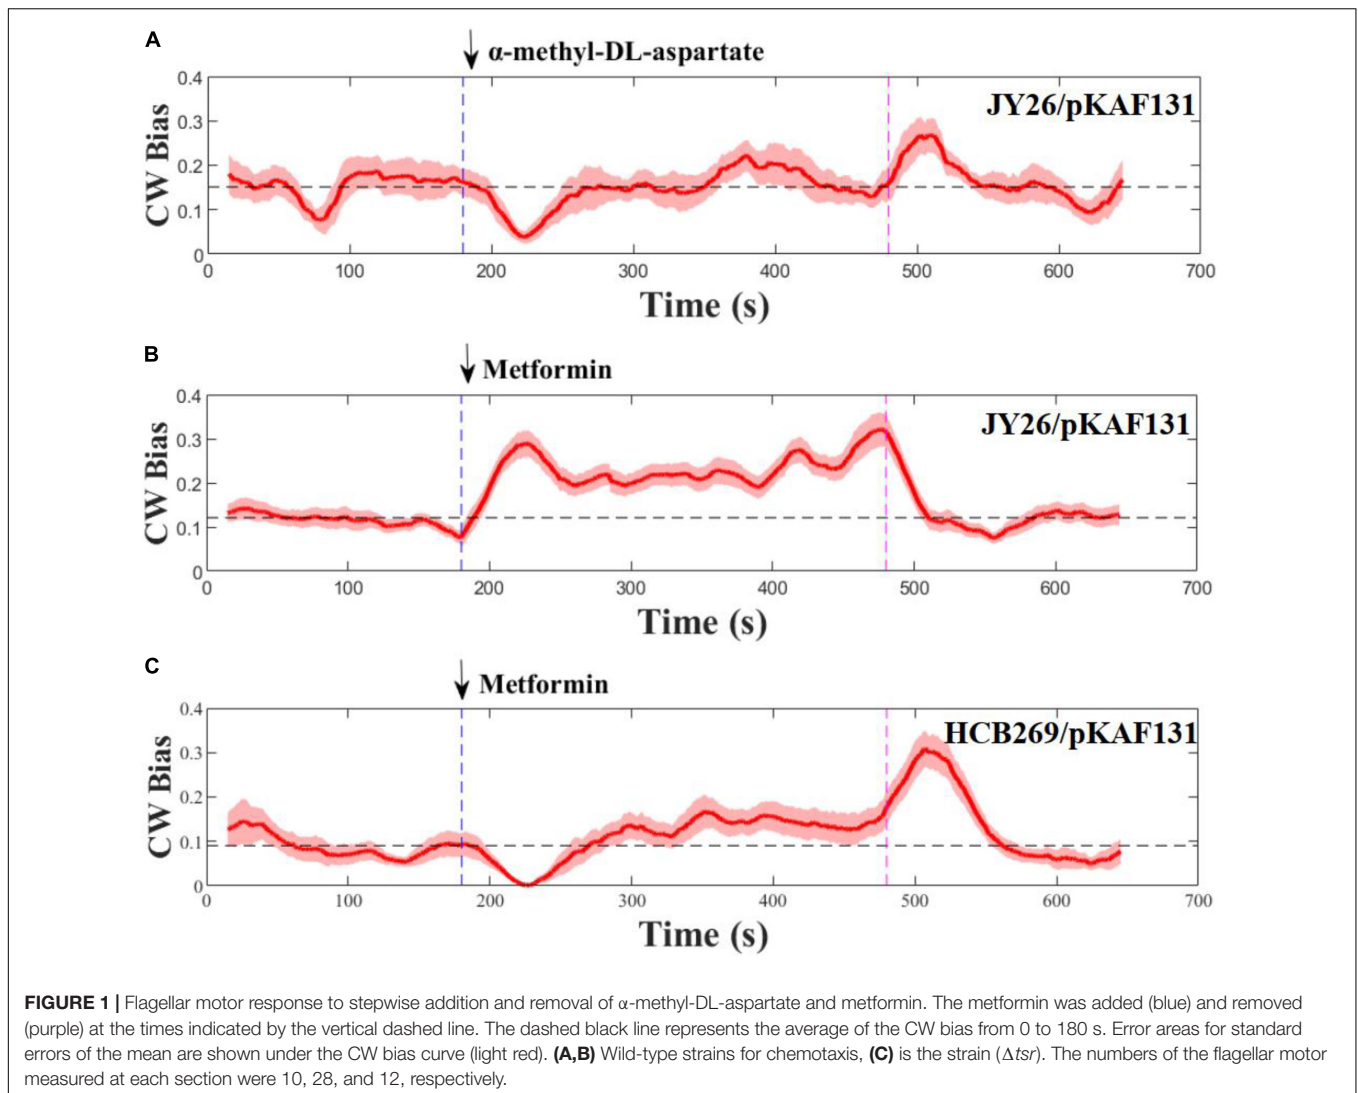 A
α-methyl-DL-aspartate
JY26/pKAF131
CW Bias
0.4
0.3
0.2
0.1
0
0 100 200 300 400 500 600 700
Time (s)
B
Metformin
JY26/pKAF131
CW Bias
0.4
0.3
0.2
0.1
0
0 100 200 300 400 500 600 700
Time (s)
C
Metformin
HCB269/pKAF131
CW Bias
0.4
0.3
0.2
0.1
0
0 100 200 300 400 500 600 700
Time (s)
FIGURE 1 | Flagellar motor response to stepwise addition and removal of α-methyl-DL-aspartate and metformin. The metformin was added (blue) and removed
(purple) at the times indicated by the vertical dashed line. The dashed black line represents the average of the CW bias from 0 to 180 s. Error areas for standard
errors of the mean are shown under the CW bias curve (light red). (A,B) Wild-type strains for chemotaxis, (C) is the strain (Δtsr). The numbers of the flagellar motor
measured at each section were 10, 28, and 12, respectively.